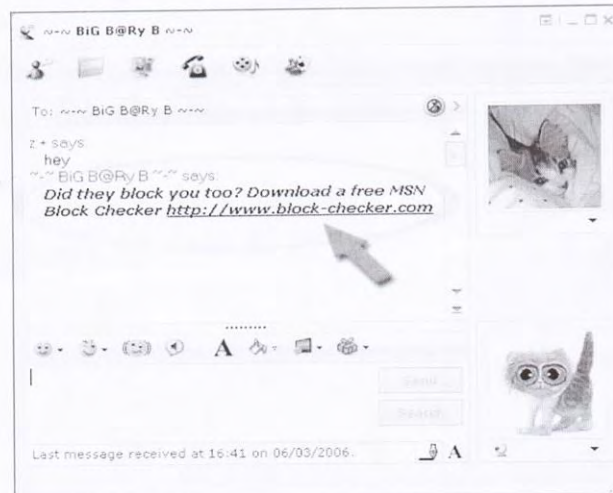 ~-~ BiG B@Ry B ~-~
To: ~-~ BiG B@Ry B ~-~
z • says:
hey
~-~ BiG B@Ry B ~-~ says:
Did they block you too? Download a free MSN
Block Checker http://www.block-checker.com
A
Send
Search
Last message received at 16:41 on 06/03/2006.
A